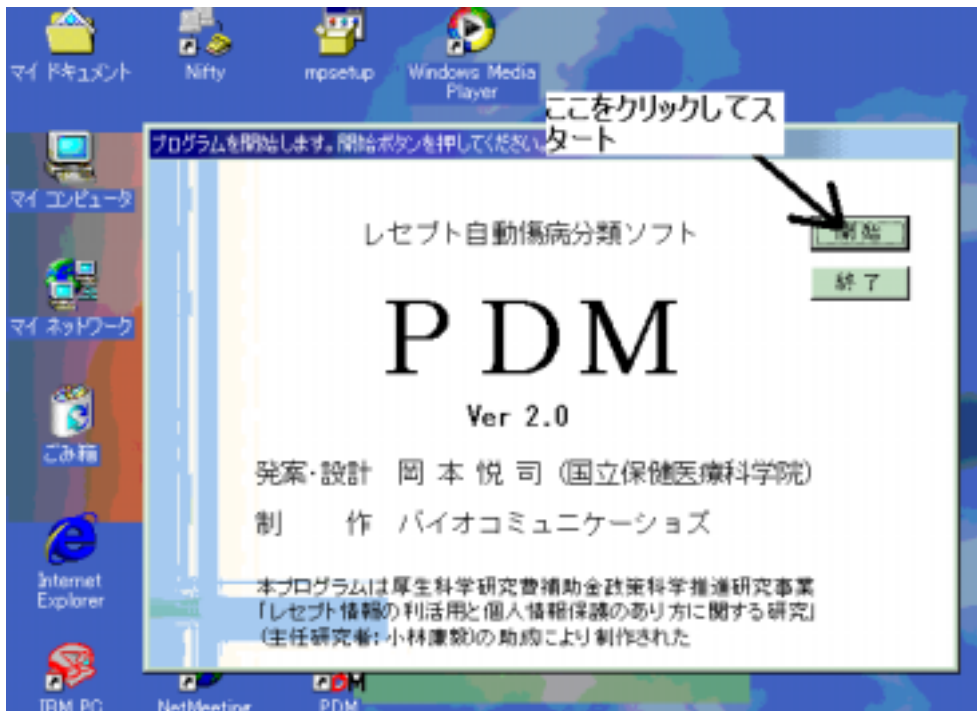 マイ ドキュメント
Nifty
mpsetup
Windows Media
Player
ここをクリックしてス
タート
プログラムを開始します。開始ボタンを押してください。
マイ コンピュータ
レセプト自動傷病分類ソフト
開 始
終 了
マイ ネットワーク
PDM
Ver 2.0
ごみ箱
発案・設計 岡 本 悦 司 (国立保健医療科学院)
制 作 バイオコミュニケーションズ
Internet
Explorer
本プログラムは厚生科学研究費補助金政策科学推進研究事業
「レセプト情報の利活用と個人情報保護のあり方に関する研究」
(主任研究者:小林廉毅)の助成により制作された
IBM PC
NetMeeting
PDM